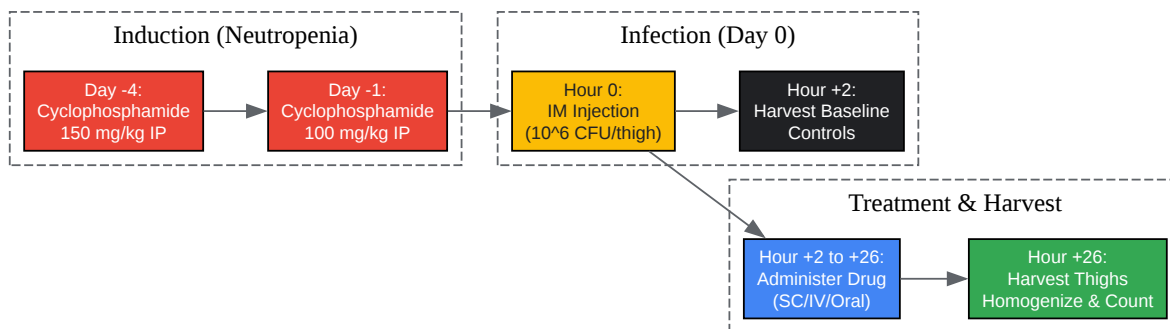 Induction (Neutropenia)
Day -4:
Cyclophosphamide
150 mg/kg IP
Day -1:
Cyclophosphamide
100 mg/kg IP
Infection (Day 0)
Hour 0:
IM Injection
(10^6 CFU/thigh)
Hour +2:
Harvest Baseline
Controls
Treatment & Harvest
Hour +2 to +26:
Administer Drug
(SC/IV/Oral)
Hour +26:
Harvest Thighs
Homogenize & Count